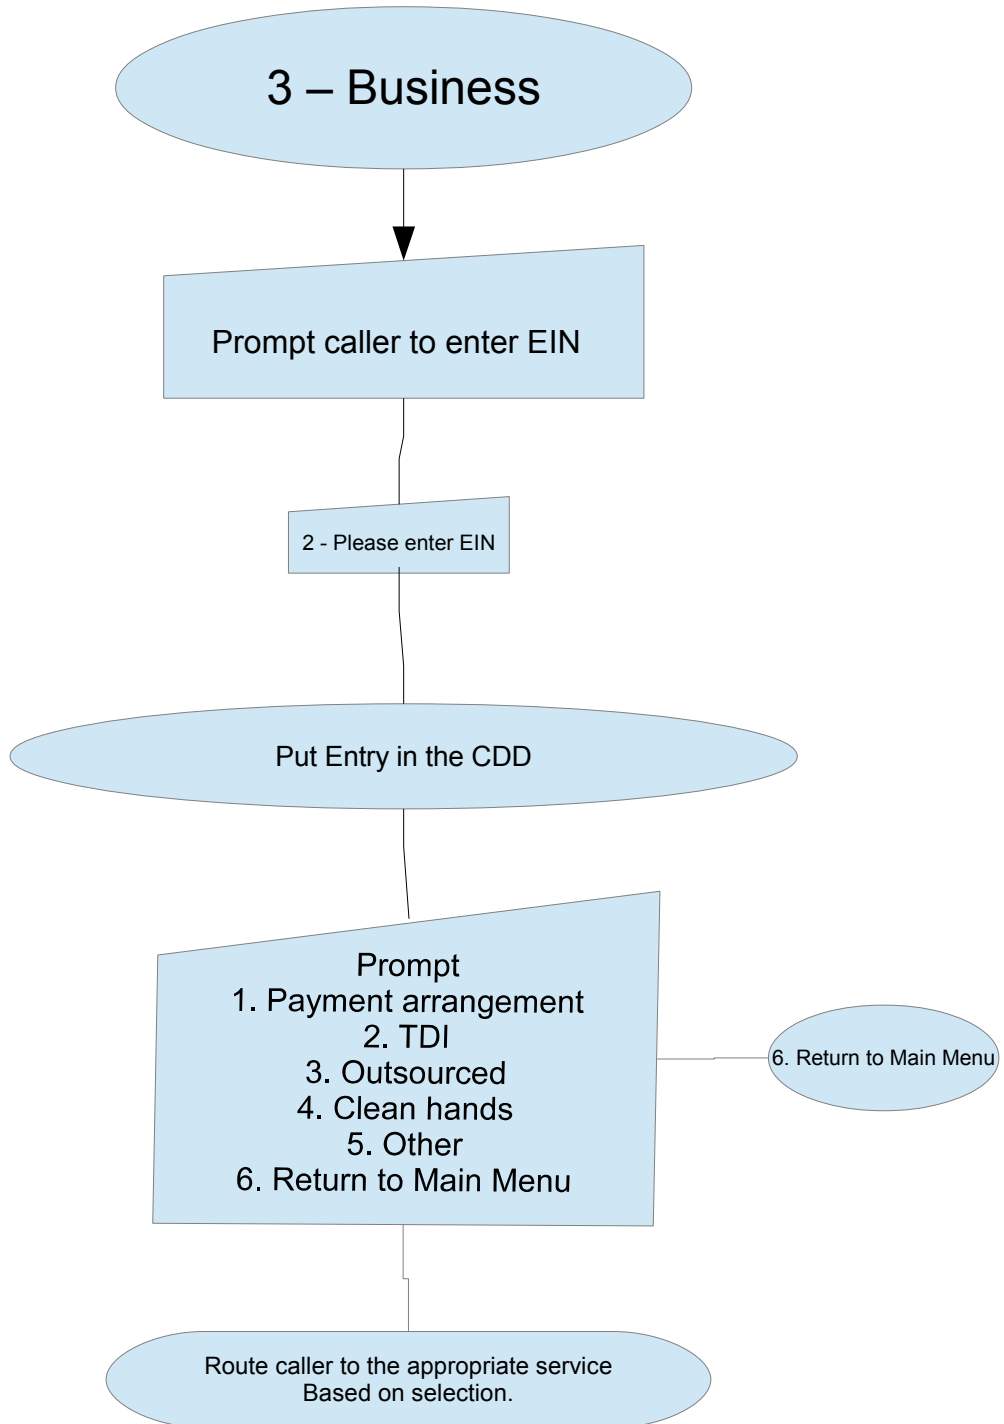 3 – Business
Prompt caller to enter EIN
2 - Please enter EIN
Put Entry in the CDD
Prompt
1. Payment arrangement
2. TDI
3. Outsourced
4. Clean hands
5. Other
6. Return to Main Menu
6. Return to Main Menu
Route caller to the appropriate service
Based on selection.